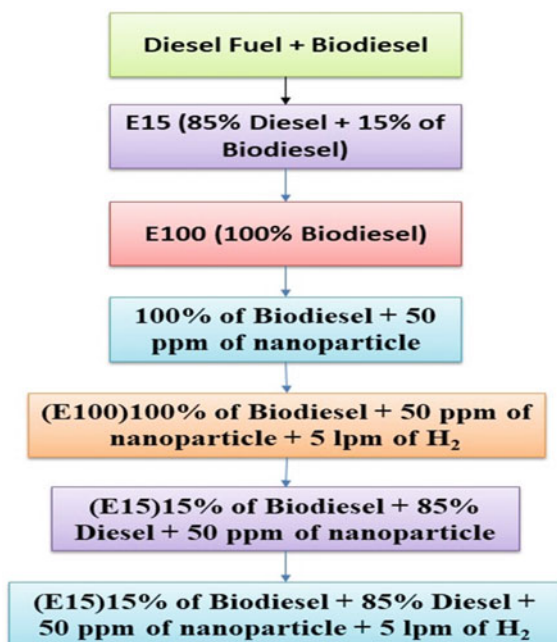 Diesel Fuel + Biodiesel
E15 (85% Diesel + 15% of
Biodiesel)
E100 (100% Biodiesel)
100% of Biodiesel + 50
ppm of nanoparticle
(E100)100% of Biodiesel + 50 ppm of
nanoparticle + 5 lpm of H₂
(E15)15% of Biodiesel + 85%
Diesel + 50 ppm of nanoparticle
(E15)15% of Biodiesel + 85% Diesel +
50 ppm of nanoparticle + 5 lpm of H₂